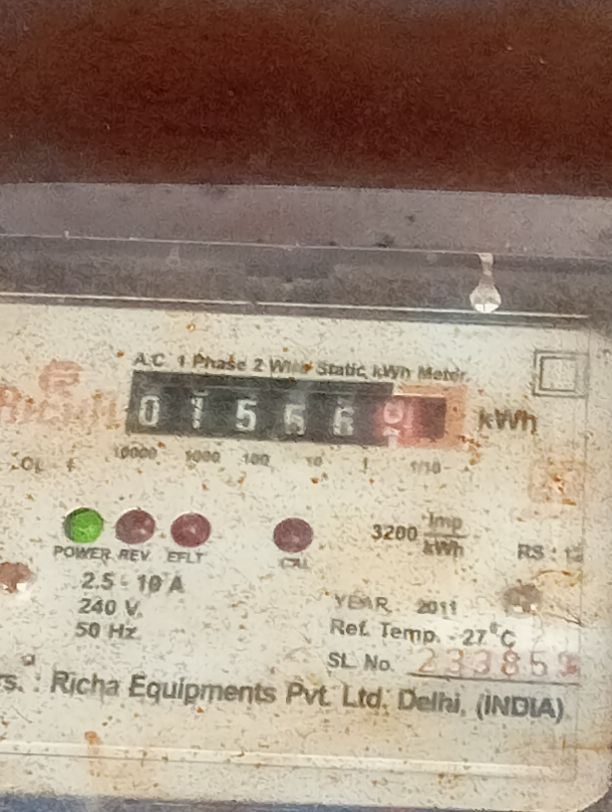 A.C. 1 Phase 2 Wire Static kWh Meter.
0 1 5 6 6 kWh
10000 1000 100 10 1 1/10
POWER REV EFLT CAL
3200 Imp/kWh
2.5 - 10 A
240 V.
50 Hz.
YEAR. 2011
Ref. Temp. - 27°C
SL. No. 233859
rs. : Richa Equipments Pvt. Ltd. Delhi, (INDIA)